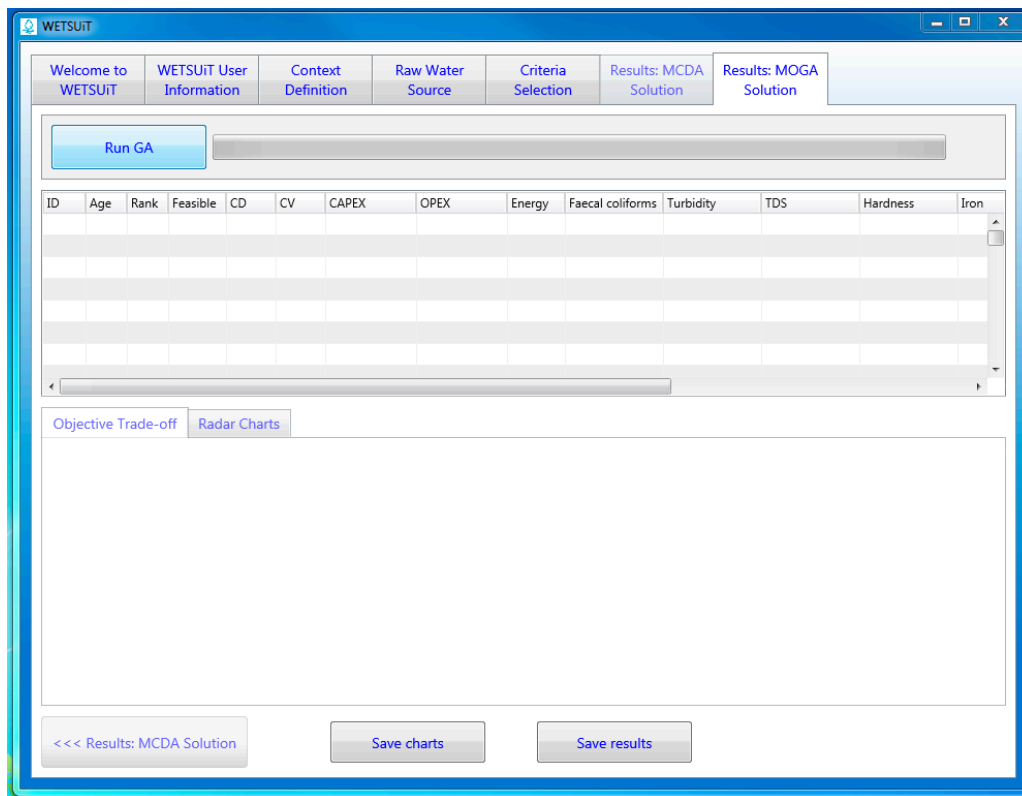 WETSUiT
Welcome to
WETSUiT
WETSUiT User
Information
Context
Definition
Raw Water
Source
Criteria
Selection
Results: MCDA
Solution
Results: MOGA
Solution
Run GA
ID Age Rank Feasible CD CV CAPEX OPEX Energy Faecal coliforms Turbidity TDS Hardness Iron
Objective Trade-off Radar Charts
<<< Results: MCDA Solution Save charts Save results